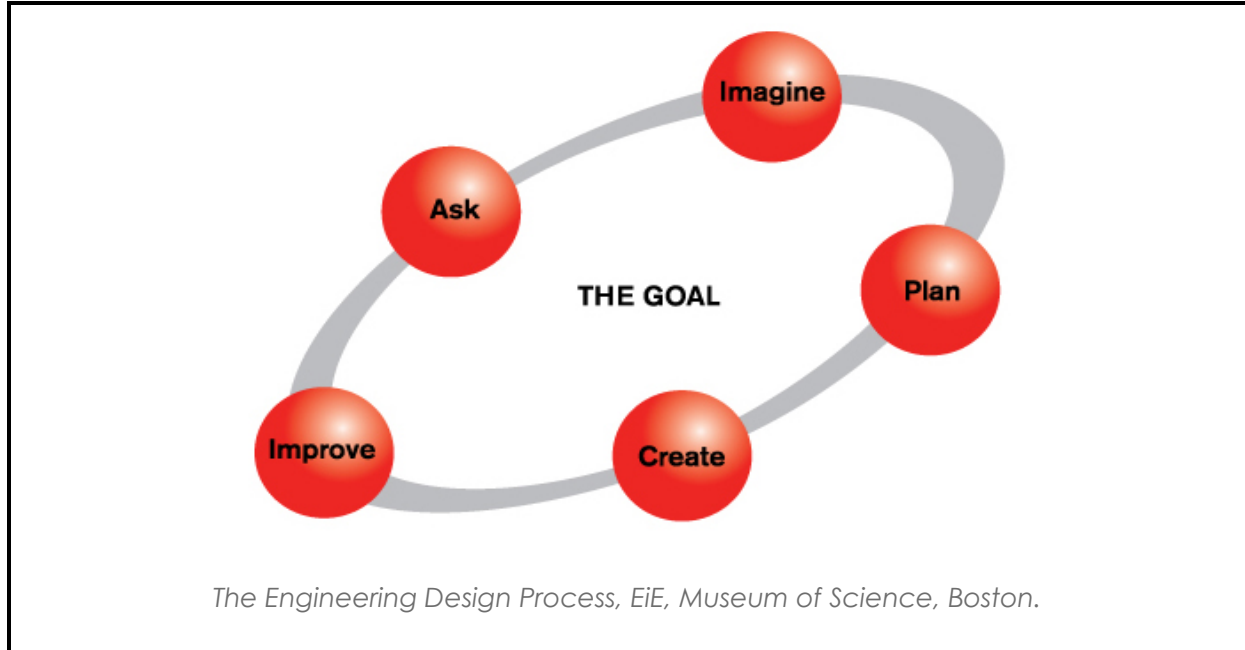 Imagine
Ask
Plan
THE GOAL
Improve
Create
The Engineering Design Process, EiE, Museum of Science, Boston.